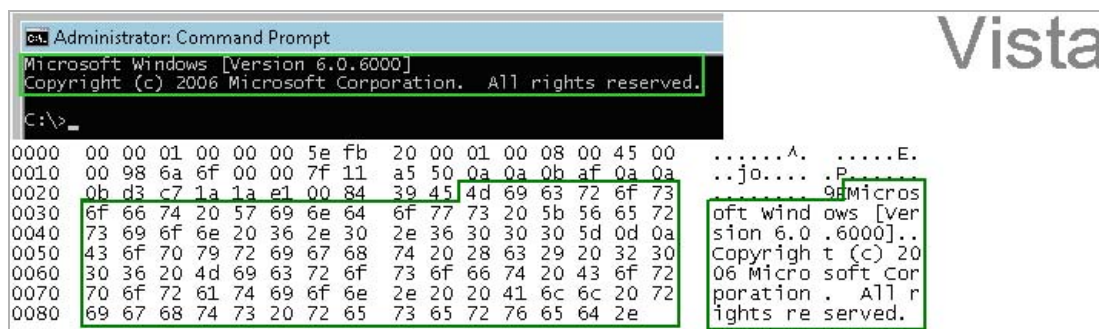 Administrator: Command Prompt
Vista
Microsoft Windows [Version 6.0.6000]
Copyright (c) 2006 Microsoft Corporation.  All rights reserved.
C:\>_
0000 00 00 01 00 00 00 5e fb 20 00 01 00 08 00 45 00 ......^. .....E.
0010 00 98 6a 6f 00 00 7f 11 a5 50 0a 0a 0b af 0a 0a ..jo.... .P......
0020 0b d3 c7 1a 1a e1 00 84 39 45 4d 69 63 72 6f 73 ........ 9EMicros
0030 6f 66 74 20 57 69 6e 64 6f 77 73 20 5b 56 65 72 oft Wind ows [Ver
0040 73 69 6f 6e 20 36 2e 30 2e 36 30 30 30 5d 0d 0a sion 6.0 .6000]..
0050 43 6f 70 79 72 69 67 68 74 20 28 63 29 20 32 30 Copyrigh t (c) 20
0060 30 36 20 4d 69 63 72 6f 73 6f 66 74 20 43 6f 72 06 Micro soft Cor
0070 70 6f 72 61 74 69 6f 6e 2e 20 20 41 6c 6c 20 72 poration .  All r
0080 69 67 68 74 73 20 72 65 73 65 72 76 65 64 2e ights re served.